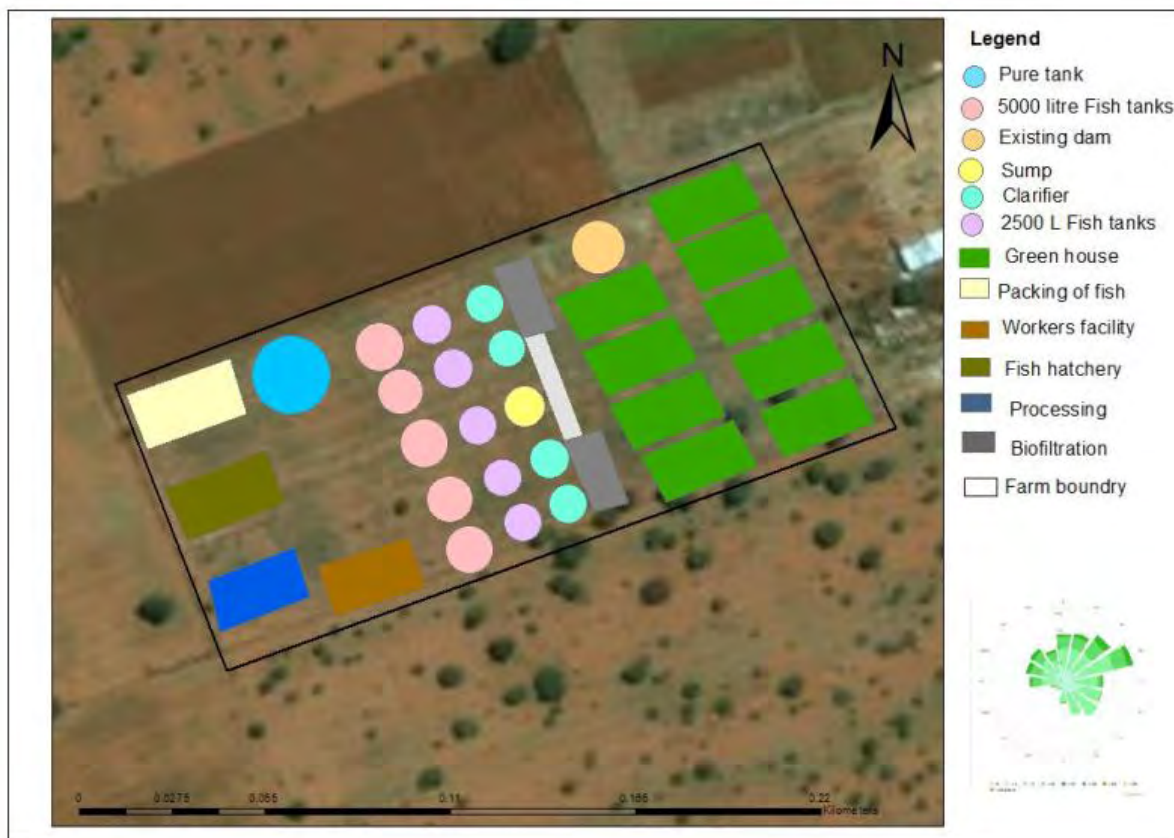 N
Legend
Pure tank
5000 litre Fish tanks
Existing dam
Sump
Clarifier
2500 L Fish tanks
Green house
Packing of fish
Workers facility
Fish hatchery
Processing
Biofiltration
Farm boundry
0 0.0275 0.055 0.11 0.165 0.22
Kilometers